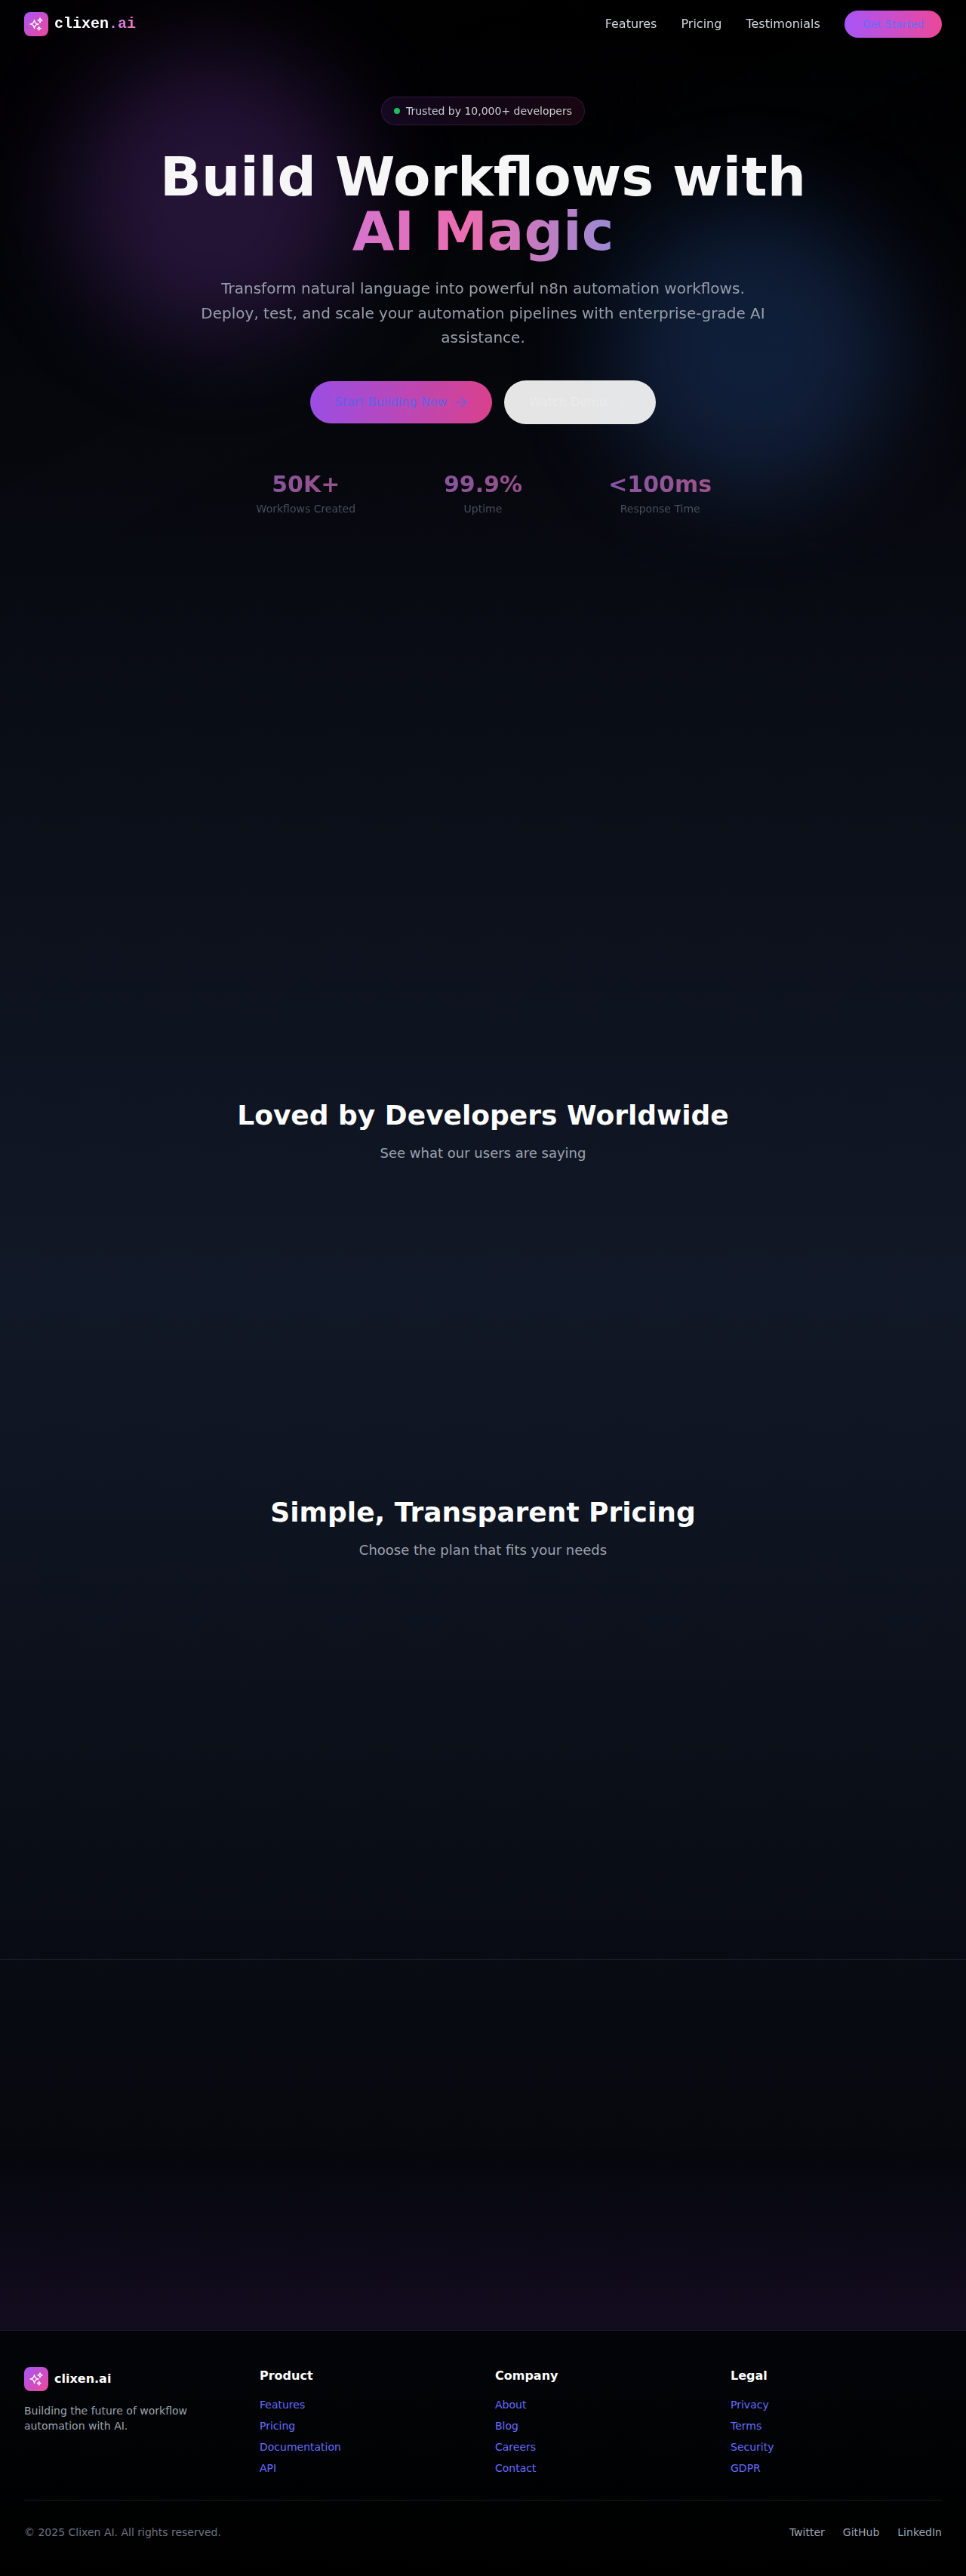 clixen.ai
Features
Pricing
Testimonials
Get Started
Trusted by 10,000+ developers
Build Workflows with
AI Magic
Transform natural language into powerful n8n automation workflows.
Deploy, test, and scale your automation pipelines with enterprise-grade AI
assistance.
Start Building Now
Watch Demo
50K+
Workflows Created
99.9%
Uptime
<100ms
Response Time
Loved by Developers Worldwide
See what our users are saying
Simple, Transparent Pricing
Choose the plan that fits your needs
clixen.ai
Building the future of workflow
automation with AI.
Product
Features
Pricing
Documentation
API
Company
About
Blog
Careers
Contact
Legal
Privacy
Terms
Security
GDPR
© 2025 Clixen AI. All rights reserved.
Twitter
GitHub
LinkedIn